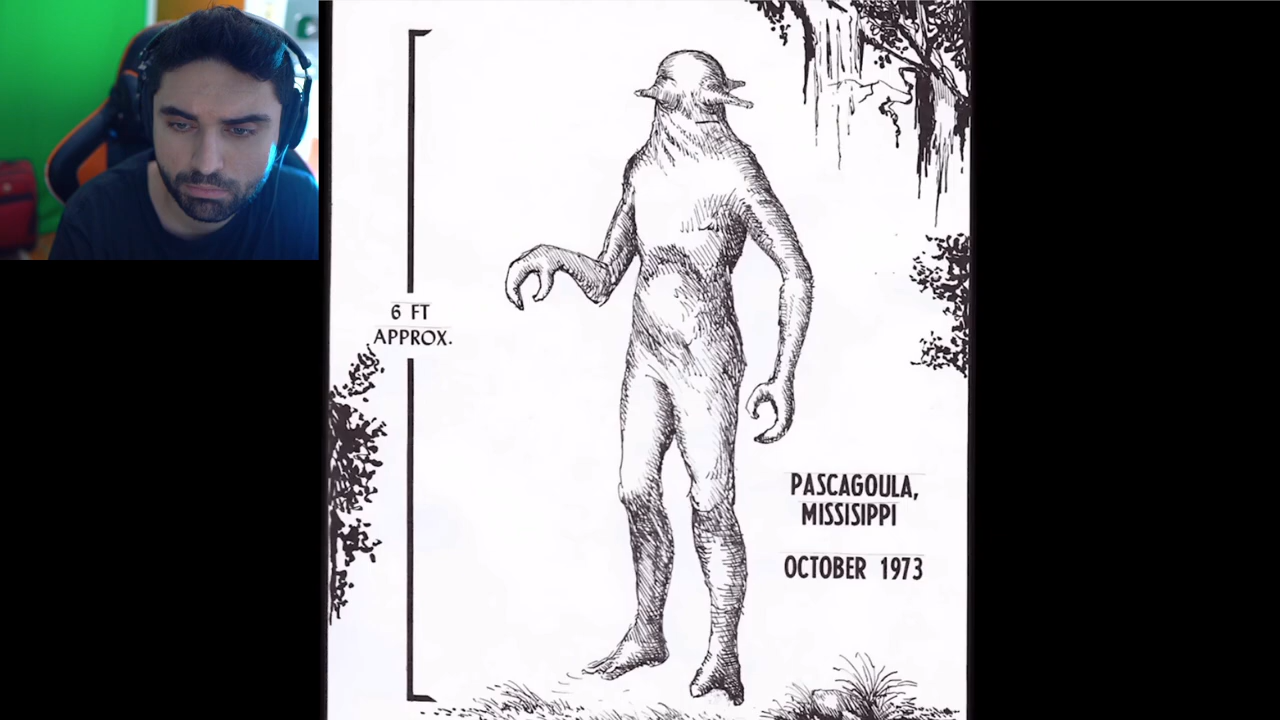 6 FT
APPROX.
PASCAGOULA,
MISSISIPPI
OCTOBER 1973